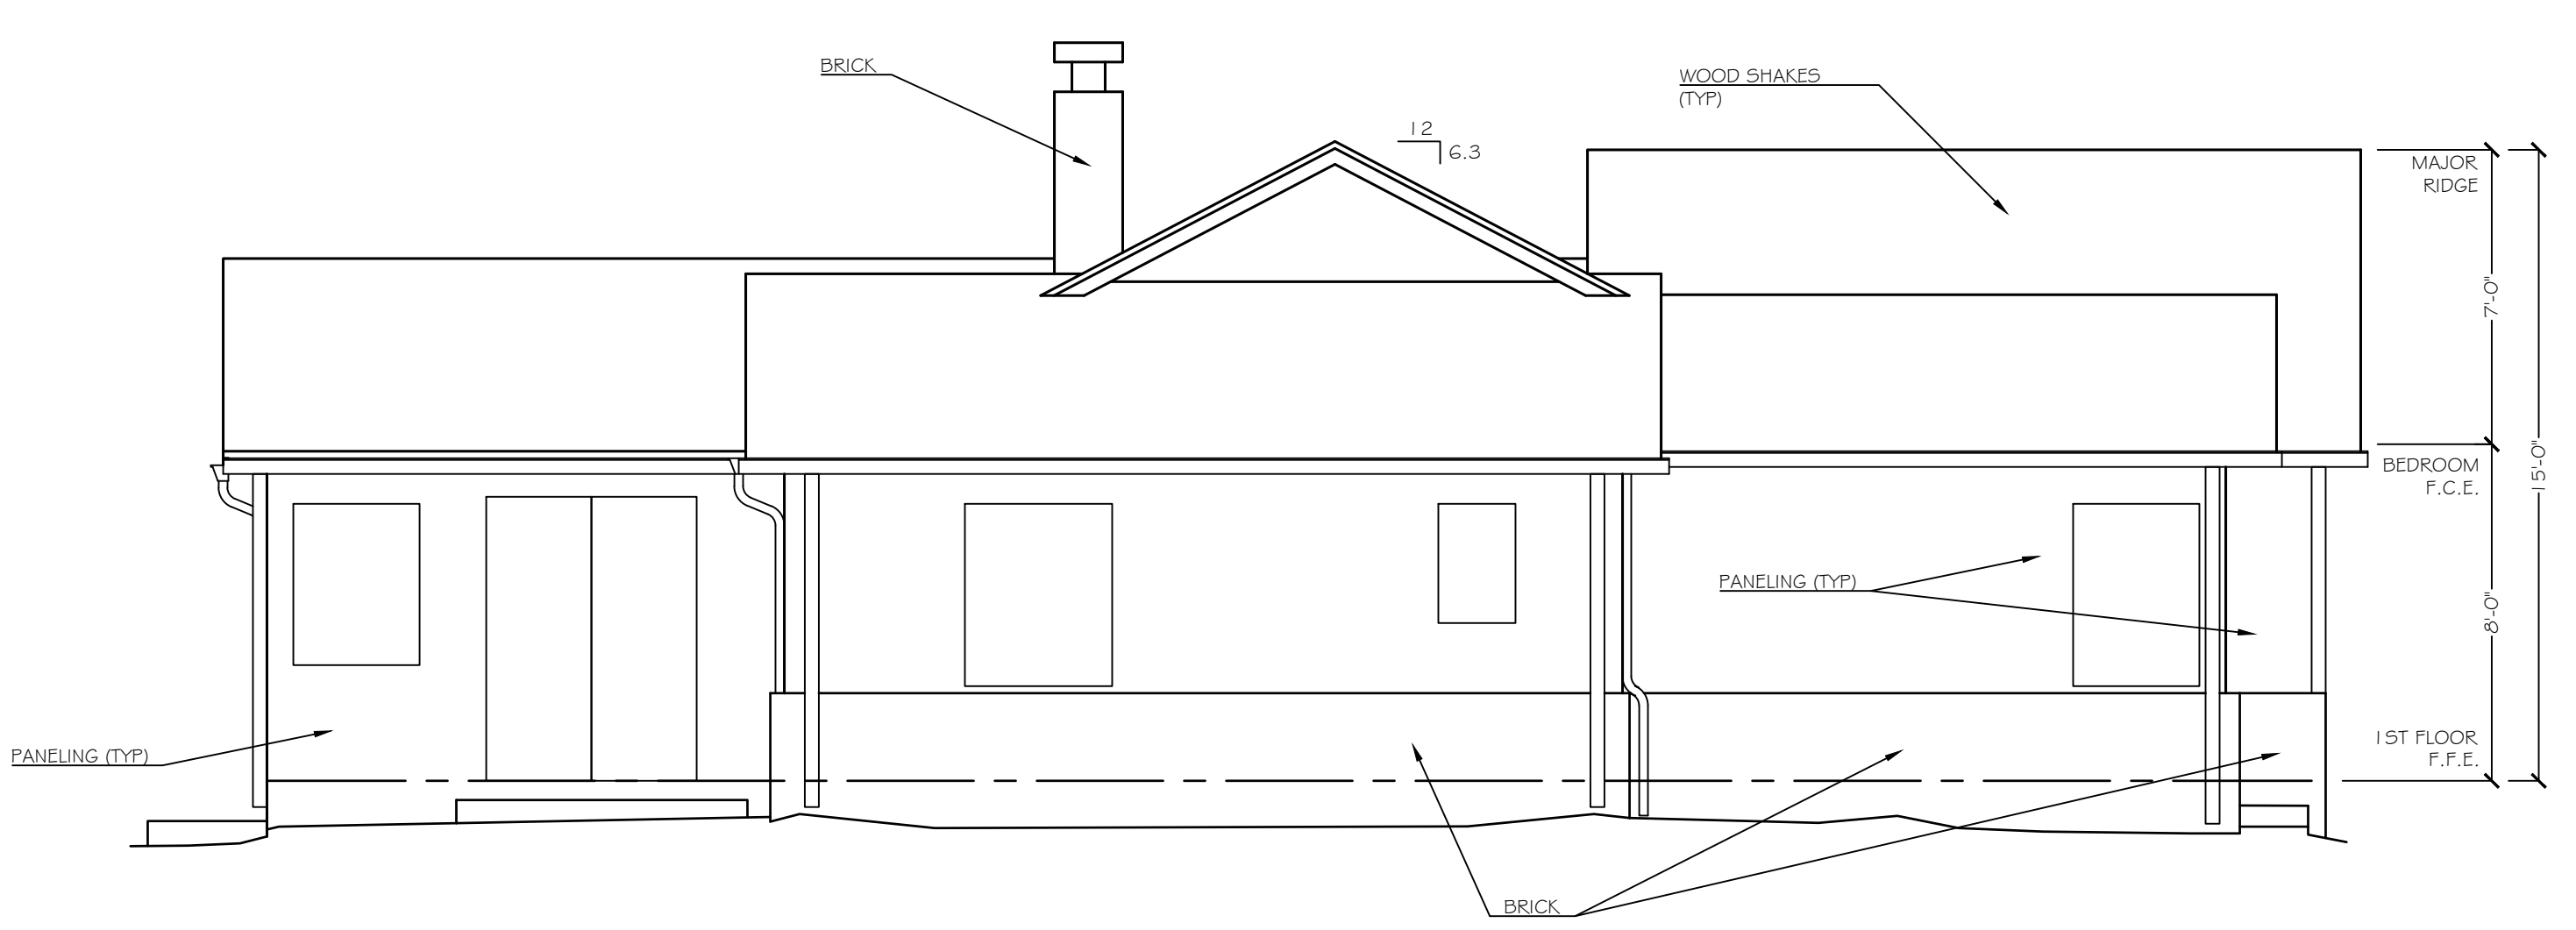 BRICK
WOOD SHAKES
(TYP)
12
6.3
MAJOR
RIDGE
7'-0"
BEDROOM
F.C.E.
15'-0"
PANELING (TYP)
8'-0"
PANELING (TYP)
1ST FLOOR
F.F.E.
BRICK